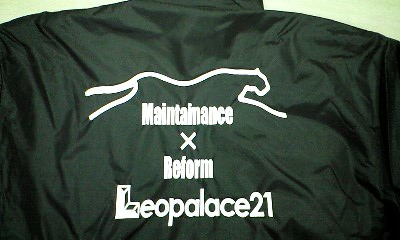 Maintainance
×
Reform
Leopalace21